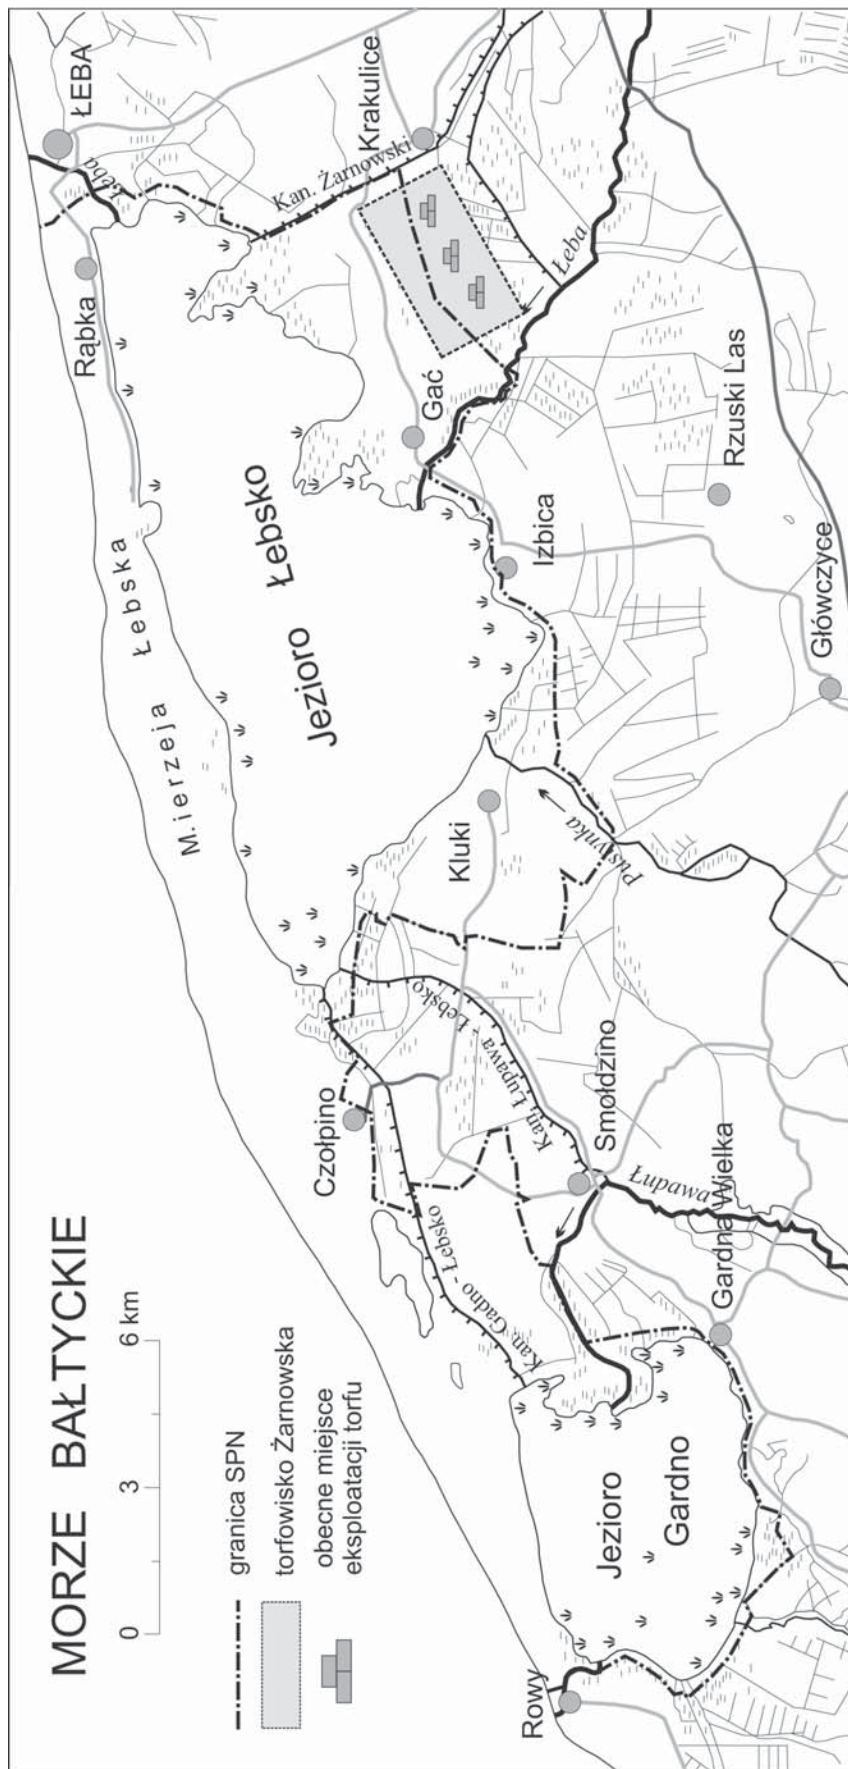 MORZE BAŁTYCKIE
0 3 6 km
granica SPN
torfowisko Żarnowska
obecne miejsce
eksploatacji torfu
Rowy
Jezioro
Gardno
Gardna Wielka
Łupawa
Smołdzino
Kan. Gadno - Łebsko
Kan. Łupawa - Łebsko
Czołpino
Kluki
Pustynka
M.ierzeja Łebska
Jezioro Łebsko
Izbica
Główczyce
Rzuski Las
Gać
Łeba
Rąbka
Łeba
ŁEBA
Kan. Żarnowski
Krakulice